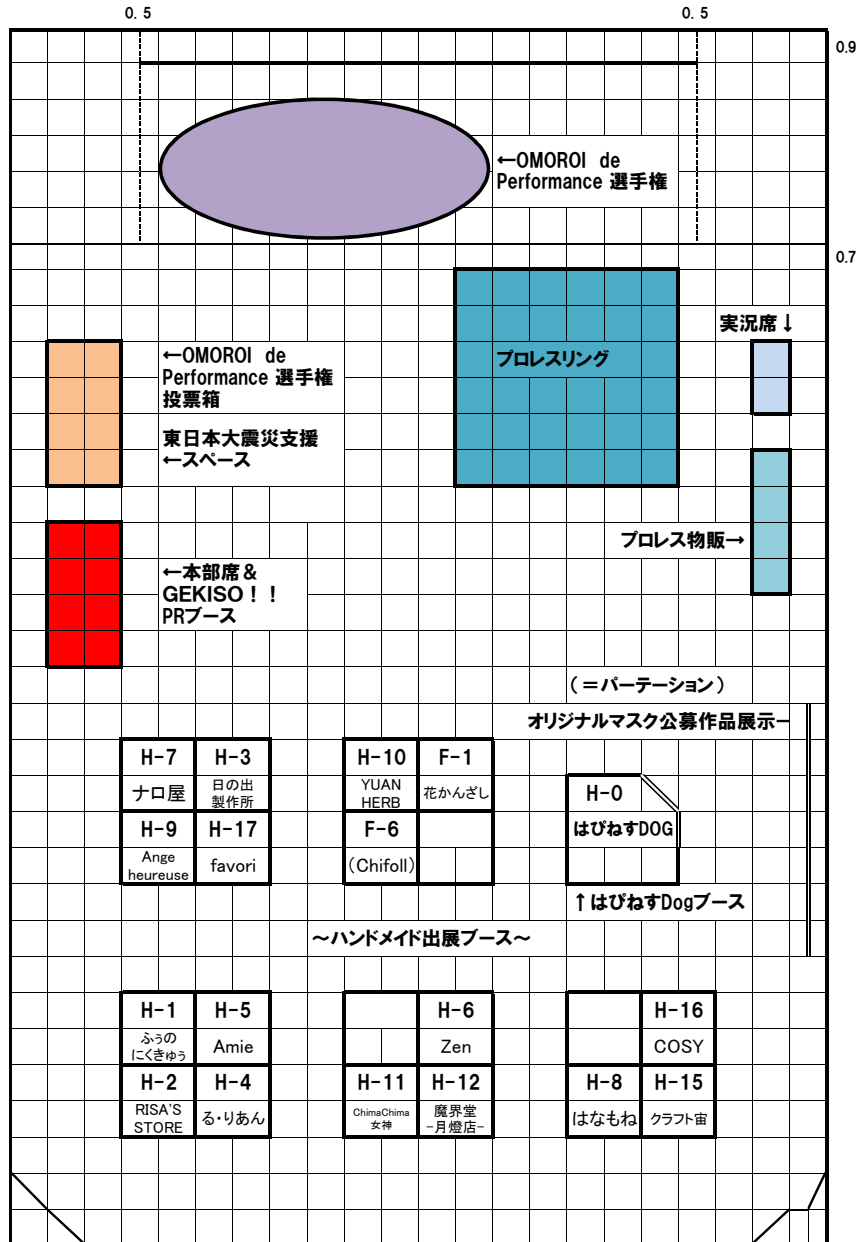 0.5
0.5
0.9
←OMOROI de
Performance 選手権
0.7
実況席↓
←OMOROI de
Performance 選手権
投票箱
プロレスリング
東日本大震災支援
←スペース
プロレス物販→
←本部席&
GEKISO!!
PRブース
(=パーテーション)
オリジナルマスク公募作品展示−
H-7
H-3
H-10
F-1
ナロ屋
日の出
製作所
YUAN
HERB
花かんざし
H-0
H-9
H-17
F-6
はぴねすDOG
Ange
heureuse
favori
(Chifoll)
↑はぴねすDogブース
~ハンドメイド出展ブース~
H-1
H-5
H-6
H-16
ふぅの
にくきゅぅ
Amie
Zen
COSY
H-2
H-4
H-11
H-12
H-8
H-15
RISA'S
STORE
る・りあん
ChimaChima
女神
魔界堂
-月燈店-
はなもね
クラフト宙